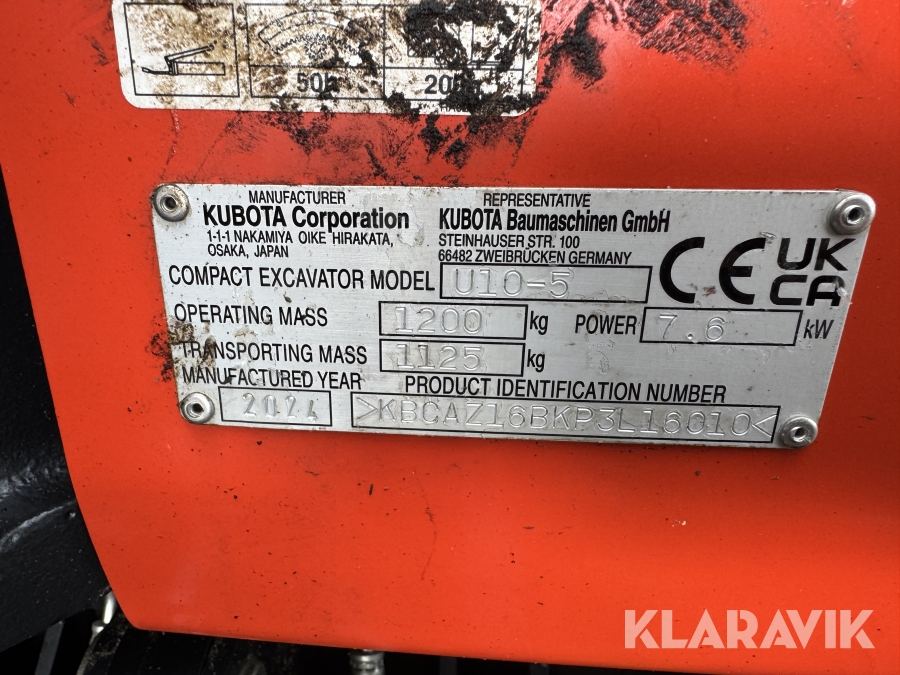 50h
MANUFACTURER
KUBOTA Corporation
1-1-1 NAKAMIYA OIKE HIRAKATA,
OSAKA, JAPAN
REPRESENTATIVE
KUBOTA Baumaschinen GmbH
STEINHAUSER STR. 100
66482 ZWEIBRÜCKEN GERMANY
CE UK
CA
COMPACT EXCAVATOR MODEL U10-5
OPERATING MASS 1200 kg POWER 7.6 kW
TRANSPORTING MASS 1125 kg
MANUFACTURED YEAR PRODUCT IDENTIFICATION NUMBER
2024 >KBCAZ16BKP3L16010<
KLARAVIK